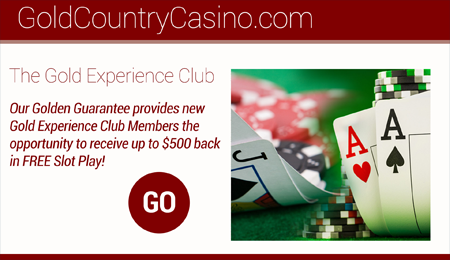 GoldCountryCasino.com
The Gold Experience Club
Our Golden Guarantee provides new
Gold Experience Club Members the
opportunity to receive up to $500 back
in FREE Slot Play!
GO
J
A
A